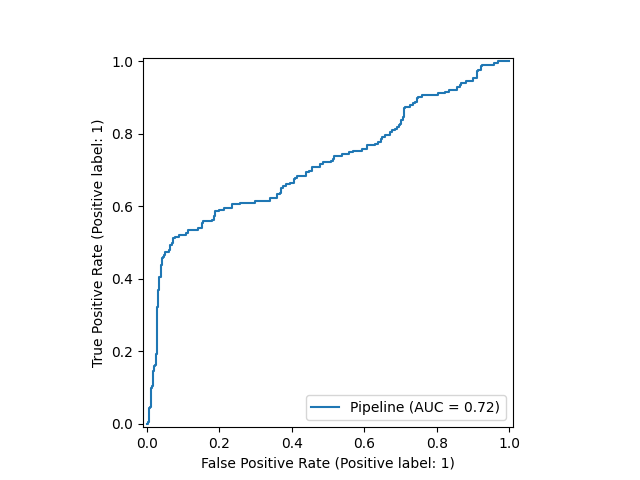 1.0
0.8
0.6
0.4
0.2
0.0
True Positive Rate (Positive label: 1)
Pipeline (AUC = 0.72)
0.0 0.2 0.4 0.6 0.8 1.0
False Positive Rate (Positive label: 1)